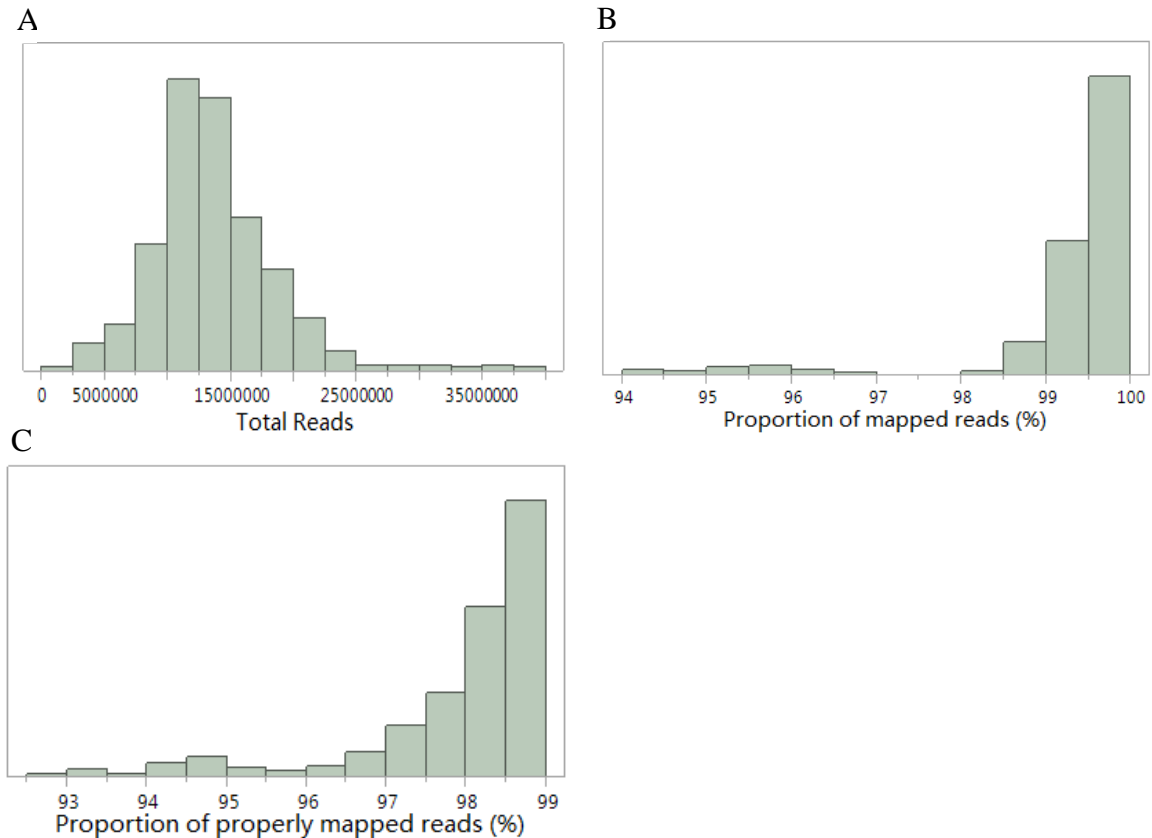 A
0 5000000 15000000 25000000 35000000
Total Reads
B
94 95 96 97 98 99 100
Proportion of mapped reads (%)
C
93 94 95 96 97 98 99
Proportion of properly mapped reads (%)